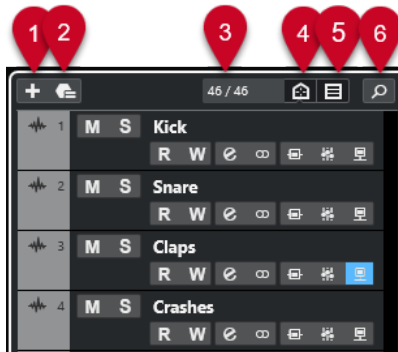 1 2 3 4 5 6
46 / 46
1 M S Kick
R W
2 M S Snare
R W
3 M S Claps
R W
4 M S Crashes
R W